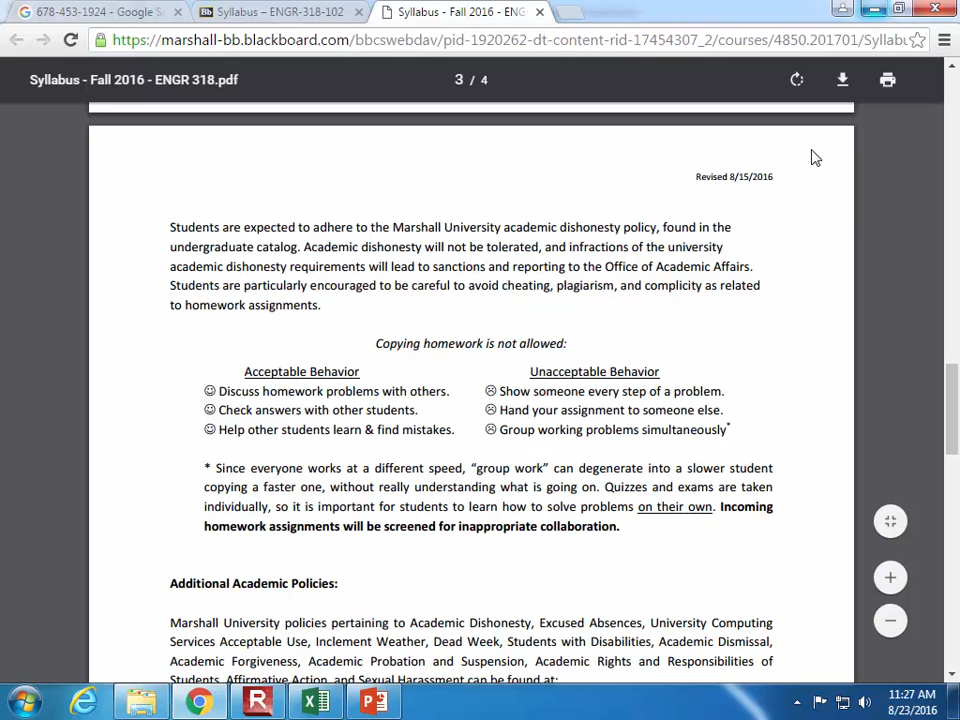 678-453-1924 - Google S
Syllabus – ENGR-318-102
Syllabus - Fall 2016 - ENG
https://marshall-bb.blackboard.com/bbcswebdav/pid-1920262-dt-content-rid-17454307_2/courses/4850.201701/Syllabu
Syllabus - Fall 2016 - ENGR 318.pdf
3 / 4
Revised 8/15/2016
Students are expected to adhere to the Marshall University academic dishonesty policy, found in the
undergraduate catalog. Academic dishonesty will not be tolerated, and infractions of the university
academic dishonesty requirements will lead to sanctions and reporting to the Office of Academic Affairs.
Students are particularly encouraged to be careful to avoid cheating, plagiarism, and complicity as related
to homework assignments.
Copying homework is not allowed:
Acceptable Behavior
☺ Discuss homework problems with others.
☺ Check answers with other students.
☺ Help other students learn & find mistakes.
Unacceptable Behavior
☹ Show someone every step of a problem.
☹ Hand your assignment to someone else.
☹ Group working problems simultaneously*
* Since everyone works at a different speed, “group work” can degenerate into a slower student
copying a faster one, without really understanding what is going on. Quizzes and exams are taken
individually, so it is important for students to learn how to solve problems on their own. Incoming
homework assignments will be screened for inappropriate collaboration.
Additional Academic Policies:
Marshall University policies pertaining to Academic Dishonesty, Excused Absences, University Computing
Services Acceptable Use, Inclement Weather, Dead Week, Students with Disabilities, Academic Dismissal,
Academic Forgiveness, Academic Probation and Suspension, Academic Rights and Responsibilities of
Students, Affirmative Action, and Sexual Harassment can be found at:
11:27 AM
8/23/2016